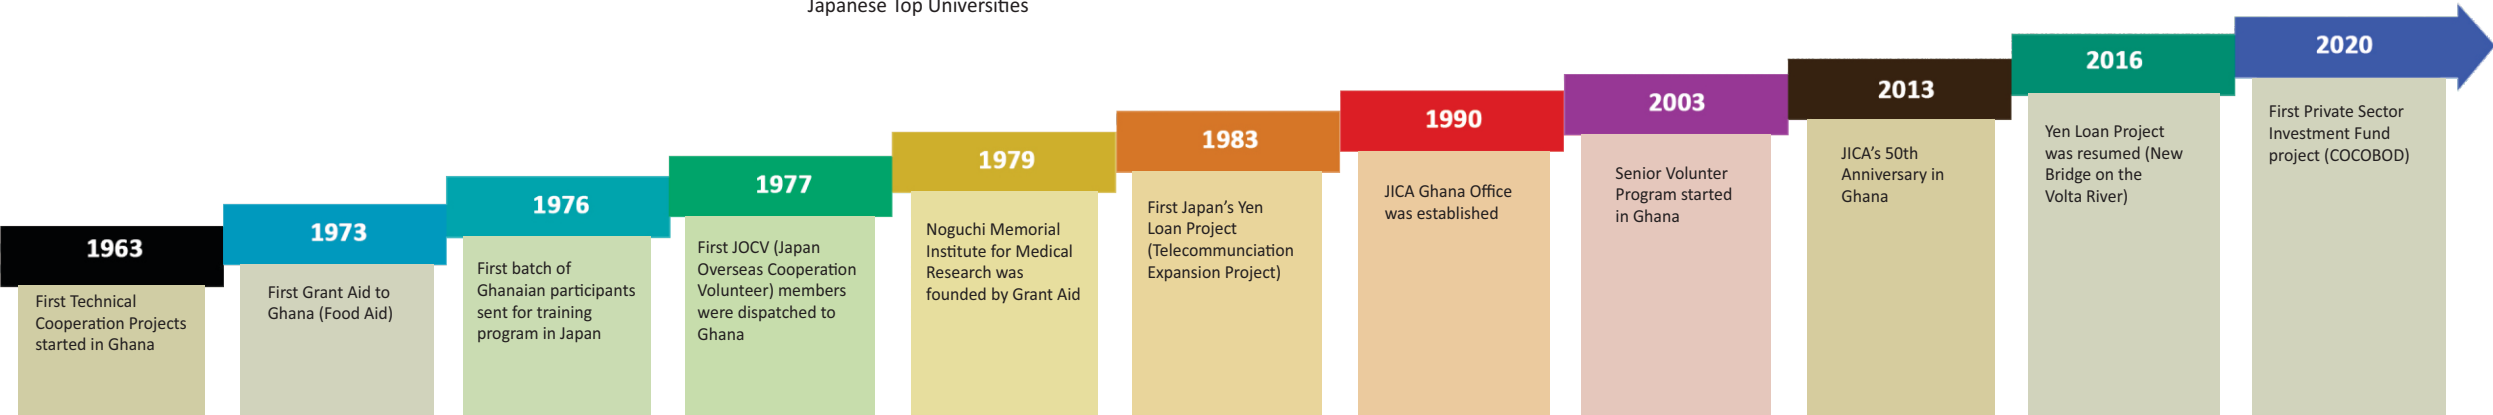 Japanese Top Universities
1963
First Technical
Cooperation Projects
started in Ghana
1973
First Grant Aid to
Ghana (Food Aid)
1976
First batch of
Ghanaian participants
sent for training
program in Japan
1977
First JOCV (Japan
Overseas Cooperation
Volunteer) members
were dispatched to
Ghana
1979
Noguchi Memorial
Institute for Medical
Research was
founded by Grant Aid
1983
First Japan’s Yen
Loan Project
(Telecommunciation
Expansion Project)
1990
JICA Ghana Office
was established
2003
Senior Volunter
Program started
in Ghana
2013
JICA’s 50th
Anniversary in
Ghana
2016
Yen Loan Project
was resumed (New
Bridge on the
Volta River)
2020
First Private Sector
Investment Fund
project (COCOBOD)